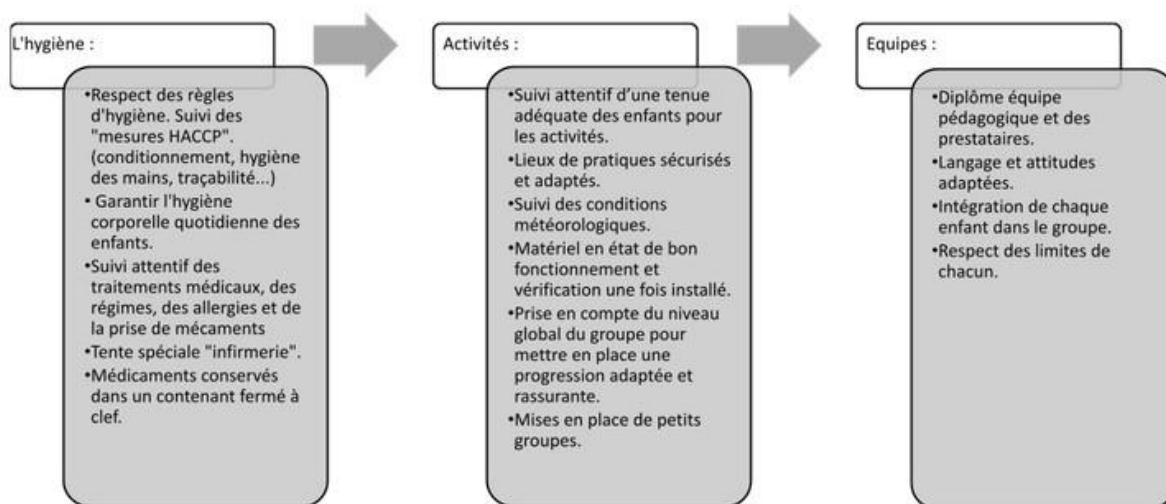 L'hygiène :
•Respect des règles
d'hygiène. Suivi des
"mesures HACCP".
(conditionnement, hygiène
des mains, traçabilité...)
• Garantir l'hygiène
corporelle quotidienne des
enfants.
•Suivi attentif des
traitements médicaux, des
régimes, des allergies et de
la prise de mécaments
•Tente spéciale "infirmerie".
•Médicaments conservés
dans un contenant fermé à
clef.
Activités :
•Suivi attentif d'une tenue
adéquate des enfants pour
les activités.
•Lieux de pratiques sécurisés
et adaptés.
•Suivi des conditions
météorologiques.
•Matériel en état de bon
fonctionnement et
vérification une fois installé.
•Prise en compte du niveau
global du groupe pour
mettre en place une
progression adaptée et
rassurante.
•Mises en place de petits
groupes.
Equipes :
•Diplôme équipe
pédagogique et des
prestataires.
•Langage et attitudes
adaptées.
•Intégration de chaque
enfant dans le groupe.
•Respect des limites de
chacun.